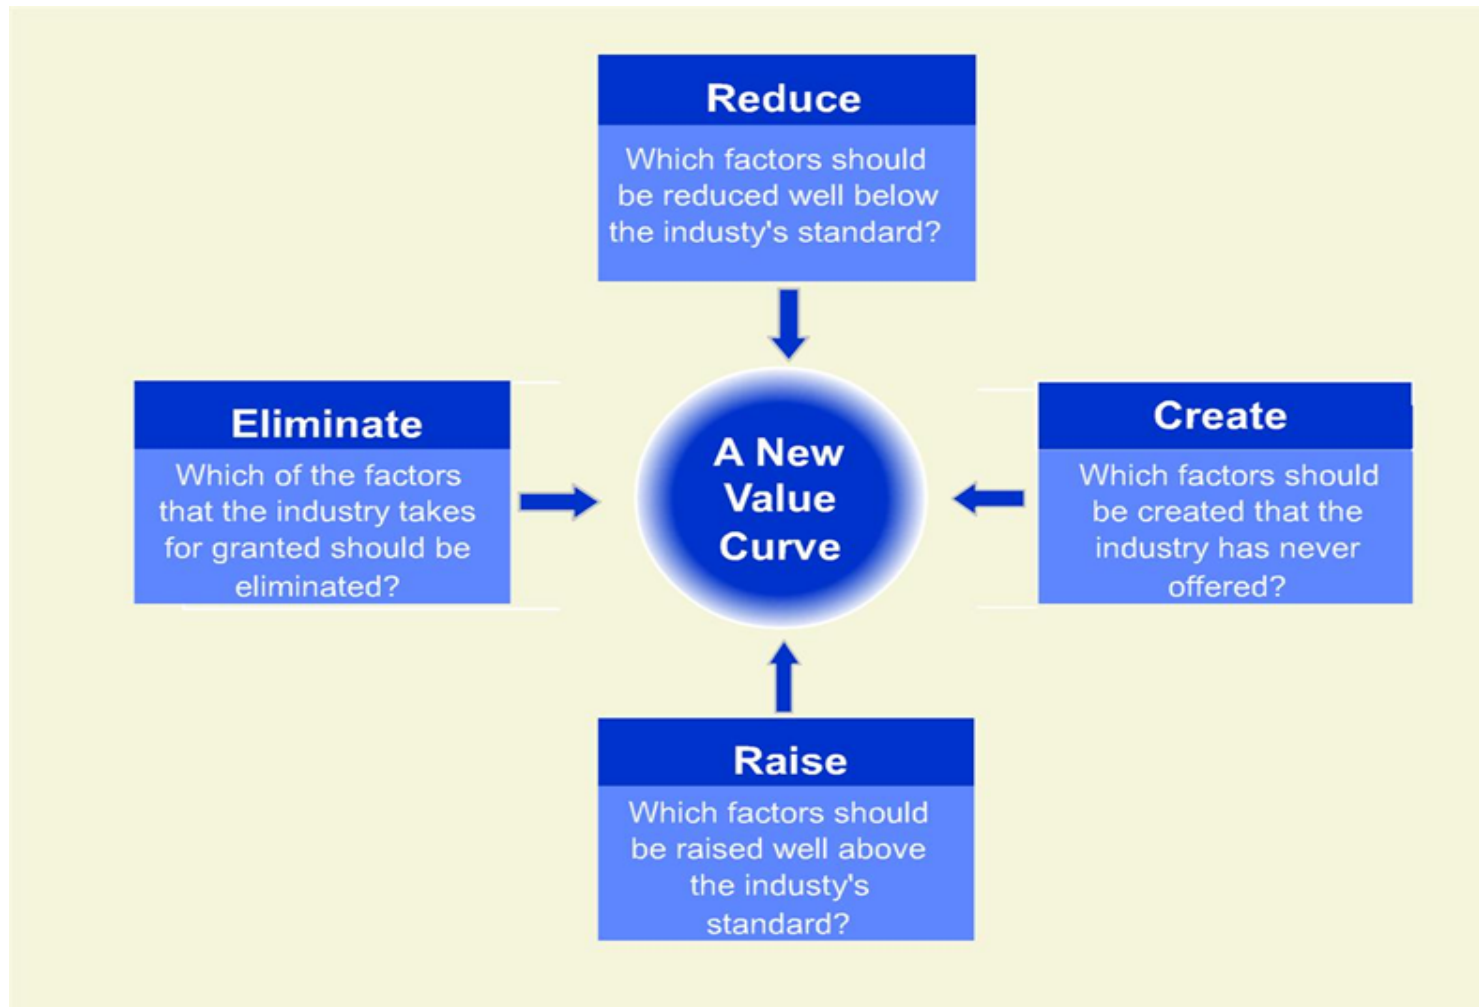 Reduce
Which factors should
be reduced well below
the industy's standard?
Eliminate
Which of the factors
that the industry takes
for granted should be
eliminated?
A New
Value
Curve
Create
Which factors should
be created that the
industry has never
offered?
Raise
Which factors should
be raised well above
the industy's
standard?